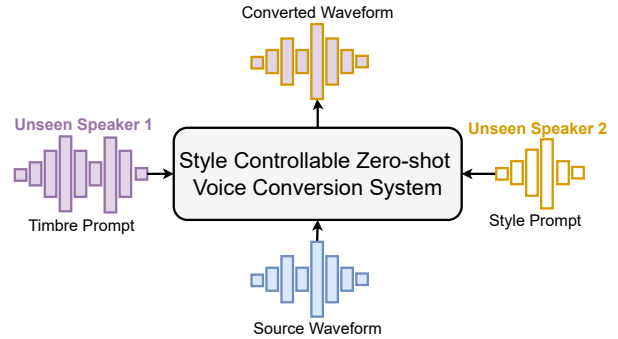 Converted Waveform
Unseen Speaker 1
Unseen Speaker 2
Style Controllable Zero-shot
Voice Conversion System
Timbre Prompt
Style Prompt
Source Waveform